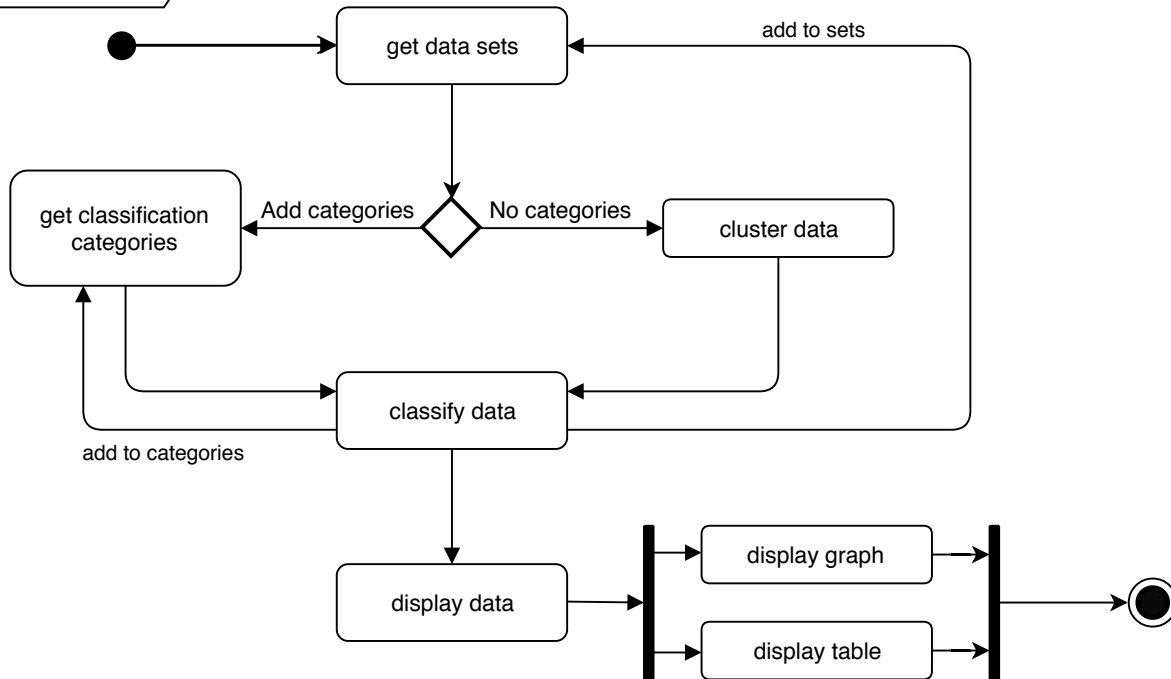 add to sets
get data sets
Add categories
No categories
get classification
categories
cluster data
classify data
add to categories
display graph
display data
display table